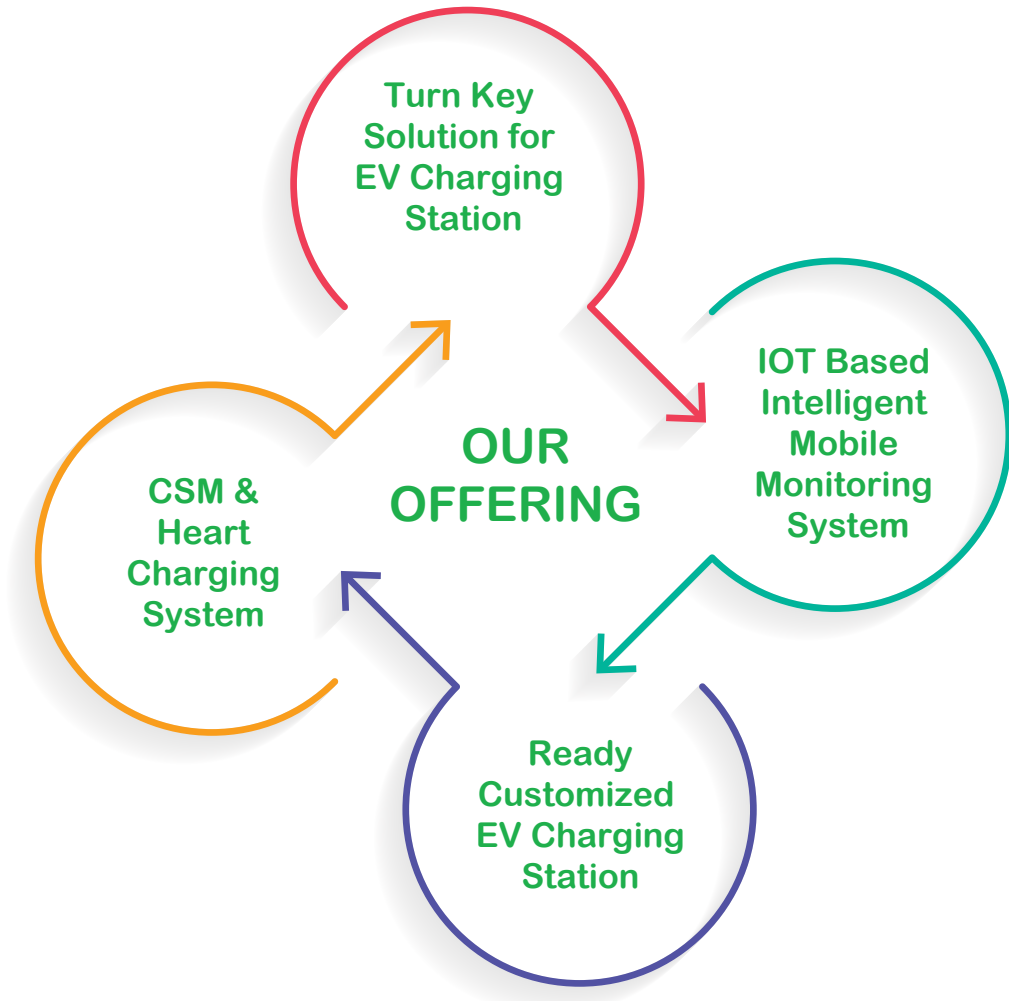 Turn Key
Solution for
EV Charging
Station
IOT Based
Intelligent
Mobile
Monitoring
System
OUR
OFFERING
CSM &
Heart
Charging
System
Ready
Customized
EV Charging
Station